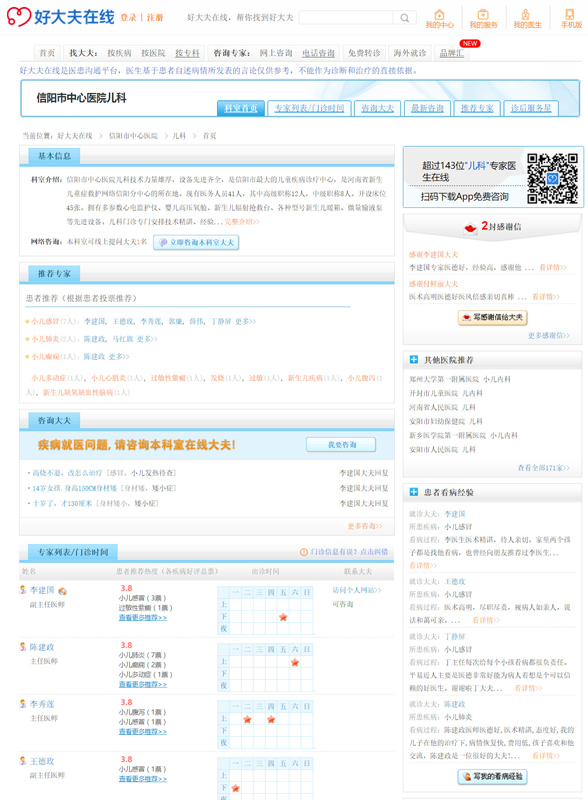 好大夫在线 登录 | 注册 好大夫在线，帮你找到好大夫 我的中心 我的服务 我的医生 手机版
首页 找大夫： 按疾病 按医院 按专科 咨询专家： 网上咨询 电话咨询 免费转诊 海外就诊 品牌汇 NEW
好大夫在线是医患沟通平台，医生基于患者自述病情所发表的言论仅供参考，不能作为诊断和治疗的直接依据。
信阳市中心医院儿科
科室首页 专家列表/门诊时间 咨询大夫 最新咨询 推荐专家 诊后服务星
当前位置：好大夫在线 > 信阳市中心医院 > 儿科 > 首页
基本信息
科室介绍：信阳市中心医院儿科技术力量雄厚，设备先进齐全，是信阳市最大的儿童疾病诊疗中心，是河南省新生
儿重症救护网络信阳分中心的所在地。现有医务人员41人，其中高级职称12人，中级职称8人，开设床位
45张，拥有多参数心电监护仪、婴儿高压氧舱、新生儿辐射抢救台、各种型号新生儿暖箱、微量输液泵
等先进设备，儿科门诊专门安排技术精湛、经验... 完整介绍>>
网络咨询：本科室可线上提问大夫1名 立即咨询本科室大夫
推荐专家
患者推荐（根据患者投票推荐）
小儿感冒(7人)：李建国, 王德玫, 李秀莲, 郭琳, 薛伟, 丁静屏 更多>>
小儿肺炎(2人)：陈建政, 马红旗 更多>>
小儿癫痫(2人)：陈建政 更多>>
小儿多动症(1人), 小儿心肌炎(1人), 过敏性紫癜(1人), 发烧(1人), 过敏(1人), 新生儿疾病(1人), 小儿腹泻(1
人), 新生儿缺氧缺血性脑病(1人)
咨询大夫
疾病就医问题，请咨询本科室在线大夫! 我要咨询
高烧不退，改怎么治疗 [感冒，小儿发热待查] 李建国大夫回复
14岁女孩.身高150CM身材矮 [身材矮，矮小症] 李建国大夫回复
十岁了，才130厘米 [身材矮小，矮小症] 李建国大夫回复
更多咨询>>
专家列表/门诊时间 门诊信息有误？点击纠错
姓名 患者推荐热度（各疾病好评总票） 出诊时间 联系大夫
李建国 3.8 一 二 三 四 五 六 日 访问个人网站>>
副主任医师 小儿感冒（3票） 上 可咨询
过敏性紫癜（1票） 下
查看更多推荐>> 夜
陈建政 3.8 一 二 三 四 五 六 日
主任医师 小儿肺炎（7票） 上
小儿癫痫（2票） 下
小儿多动症（1票） 夜
查看更多推荐>>
李秀莲 3.8 一 二 三 四 五 六 日
主任医师 小儿腹泻（1票） 上
小儿感冒（1票） 下
查看更多推荐>> 夜
王德玫 3.8 一 二 三 四 五 六 日
副主任医师 小儿感冒（1票） 上
查看更多推荐>> 下
超过143位"儿科"专家医
生在线
扫码下载App免费咨询
2封感谢信
感谢李建国大夫
李建国专家医德好，经验高，感谢他 ... 看详情>>
感谢付鲜丽大夫
医术高明医德好医风倍感亲切真棒 ... 看详情>>
写感谢信给大夫
更多感谢信>>
其他医院推荐
郑州大学第一附属医院 小儿内科
开封市儿童医院 儿内科
河南省人民医院 儿科
安阳市妇幼保健院 儿科
新乡医学院第一附属医院 小儿内科
安阳市人民医院 儿科
查看全部171家>>
患者看病经验
就诊大夫：李建国
所患疾病：小儿感冒
看病过程：李医生医术精湛，待人亲切，家里两个孩
子都是找他看病，也曾经向朋友推荐过李医生...
看详情>>
就诊大夫：王德玫
所患疾病：小儿感冒
看病过程：医术高明，尽职尽责，被病人如亲人，说
法和蔼可亲。... 看详情>>
就诊大夫：丁静屏
所患疾病：小儿感冒
看病过程：丁主任每次给每个小孩看病都很负责任，
平易近人主要是医德非常好能为病人着想是个可以信
赖的好医生。谢谢啦丁大夫... 看详情>>
就诊大夫：陈建政
所患疾病：小儿肺炎
看病过程：陈建政医师医德好,医术精湛,态度好,我的
儿子在他的治疗下,病情恢复快,费用低,孩子喜欢和他
交流，陈建政是一位很好的大夫!... 看详情>>
写我的看病经验